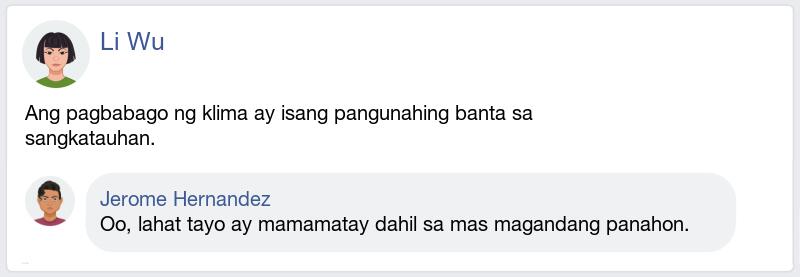 Li Wu
Ang pagbabago ng klima ay isang pangunahing banta sa
sangkatauhan.
Jerome Hernandez
Oo, lahat tayo ay mamamatay dahil sa mas magandang panahon.